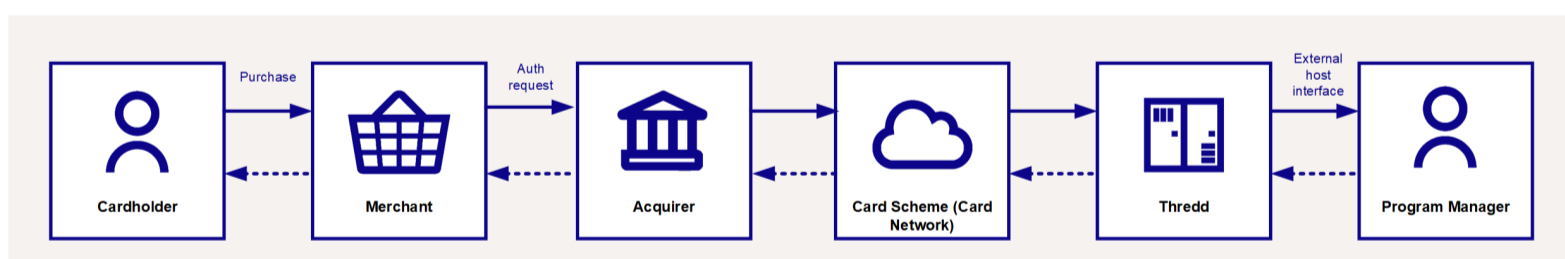 Purchase
Auth
request
External
host
interface
Cardholder
Merchant
Acquirer
Card Scheme (Card
Network)
Thredd
Program Manager